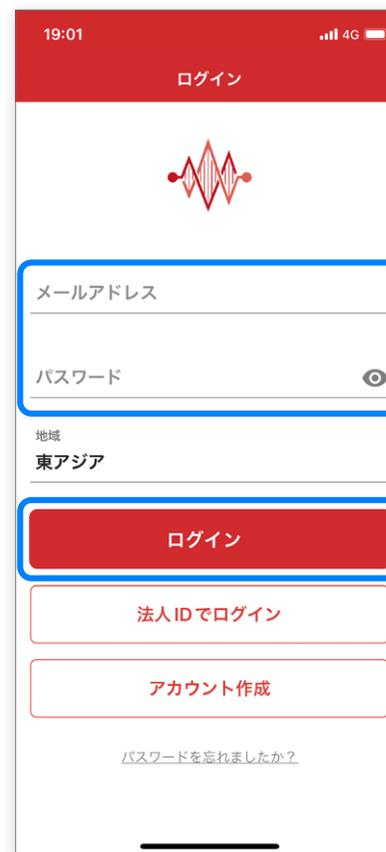 19:01
4G
ログイン
メールアドレス
パスワード
地域
東アジア
ログイン
法人IDでログイン
アカウント作成
パスワードを忘れましたか？